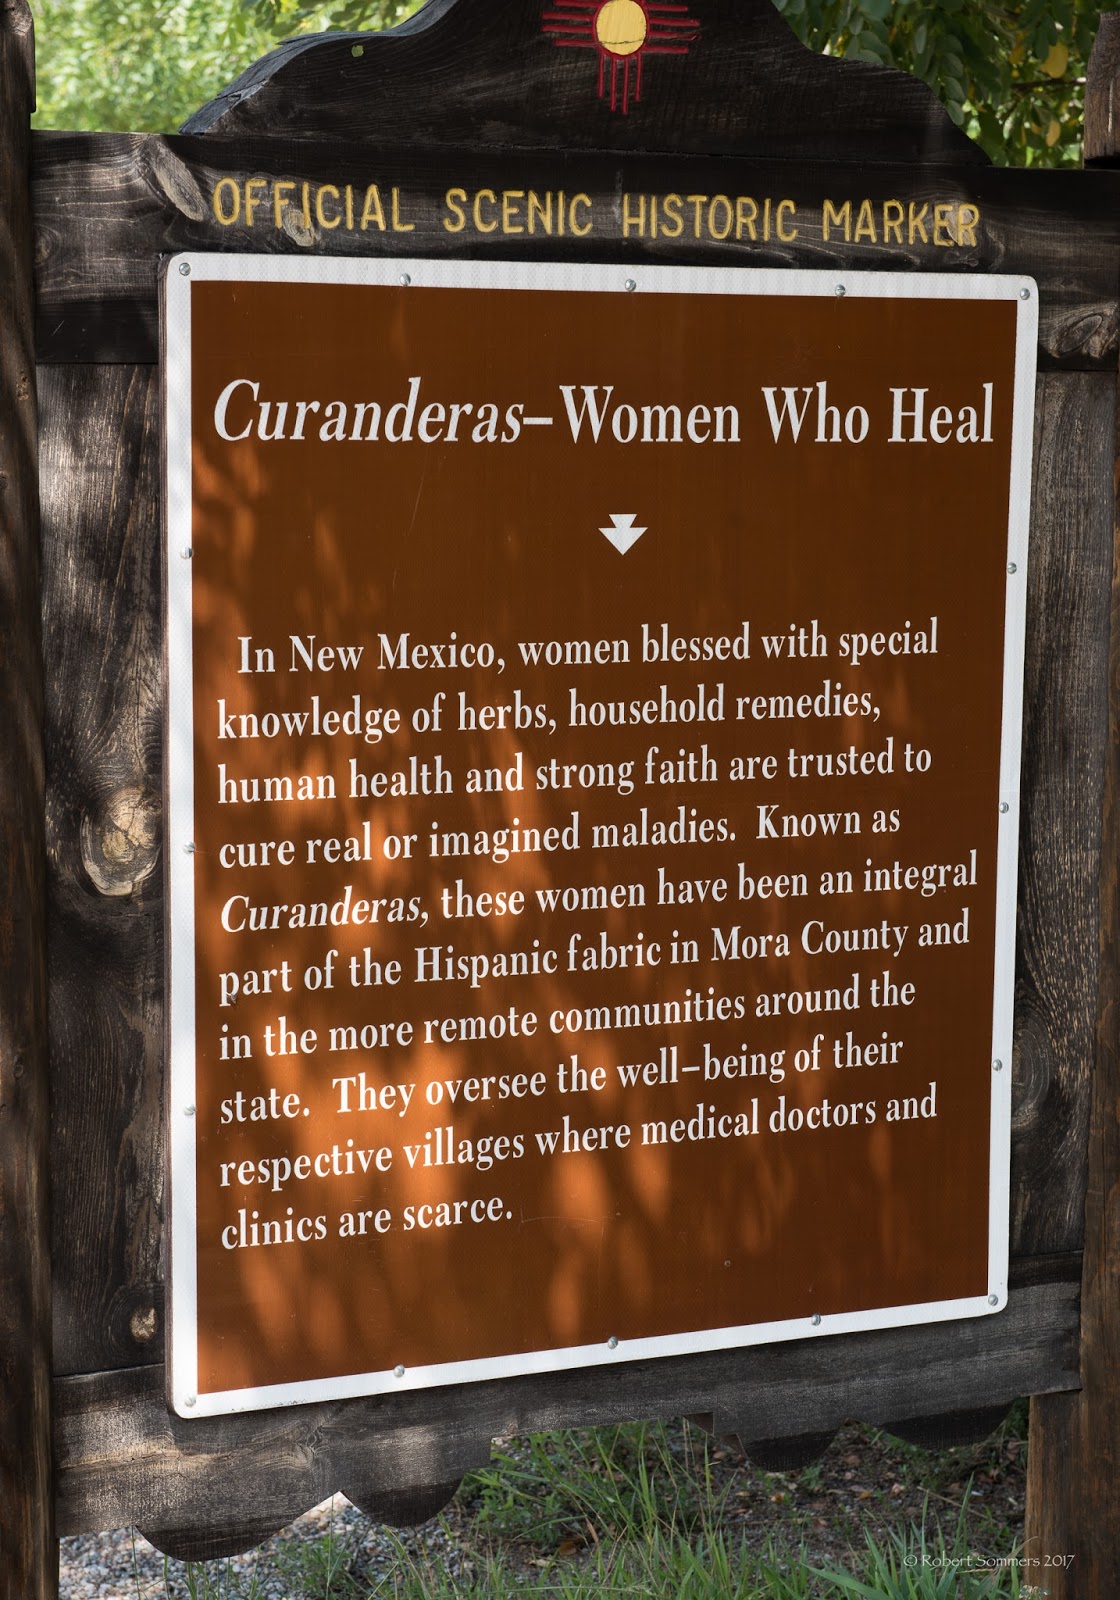 OFFICIAL SCENIC HISTORIC MARKER
Curanderas–Women Who Heal
In New Mexico, women blessed with special
knowledge of herbs, household remedies,
human health and strong faith are trusted to
cure real or imagined maladies. Known as
Curanderas, these women have been an integral
part of the Hispanic fabric in Mora County and
in the more remote communities around the
state. They oversee the well–being of their
respective villages where medical doctors and
clinics are scarce.
© Robert Sommers 2017